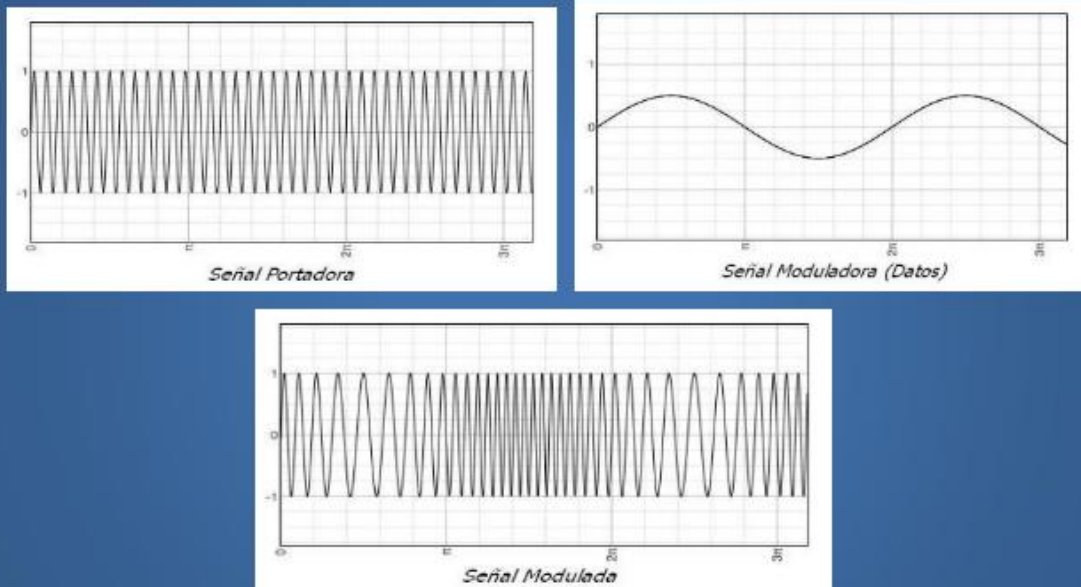 1
0
-1
0
π
2π
3π
Señal Portadora
1
0
-1
0
π
2π
3π
Señal Moduladora (Datos)
1
0
-1
0
π
2π
3π
Señal Modulada